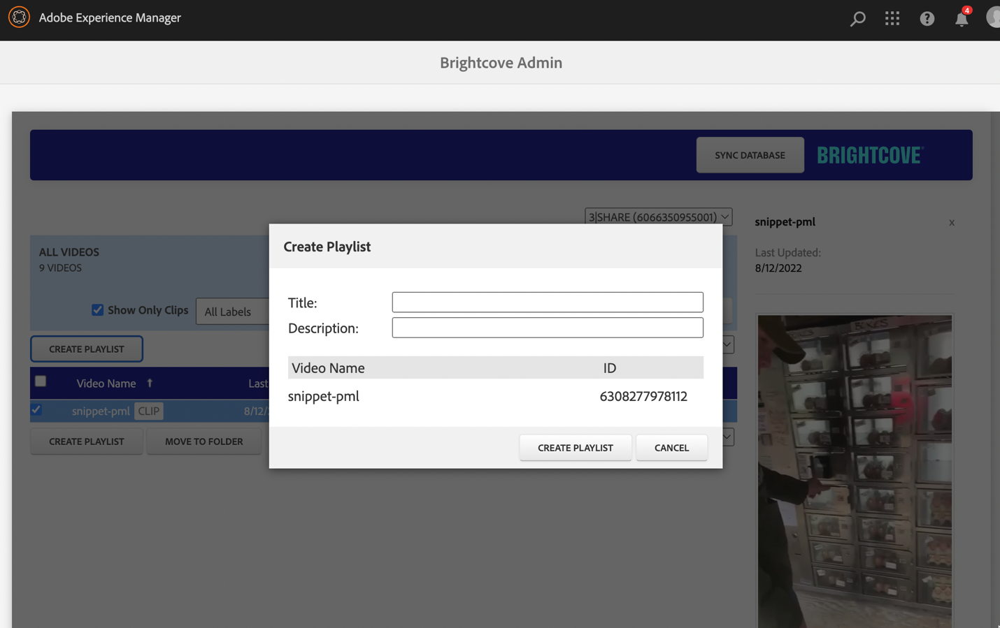 Adobe Experience Manager
4
Brightcove Admin
SYNC DATABASE
BRIGHTCOVE
3|SHARE (6066350955001)
snippet-pml
x
Last Updated:
8/12/2022
ALL VIDEOS
9 VIDEOS
Show Only Clips
All Labels
CREATE PLAYLIST
Video Name
Last
snippet-pml CLIP
8/12/
CREATE PLAYLIST
MOVE TO FOLDER
Create Playlist
Title:
Description:
Video Name ID
snippet-pml 6308277978112
CREATE PLAYLIST
CANCEL